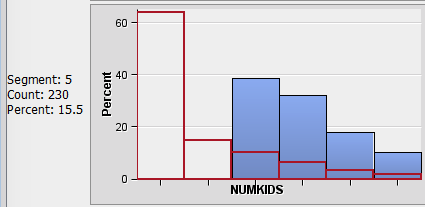 Segment: 5
Count: 230
Percent: 15.5
Percent
60
40
20
0
NUMKIDS